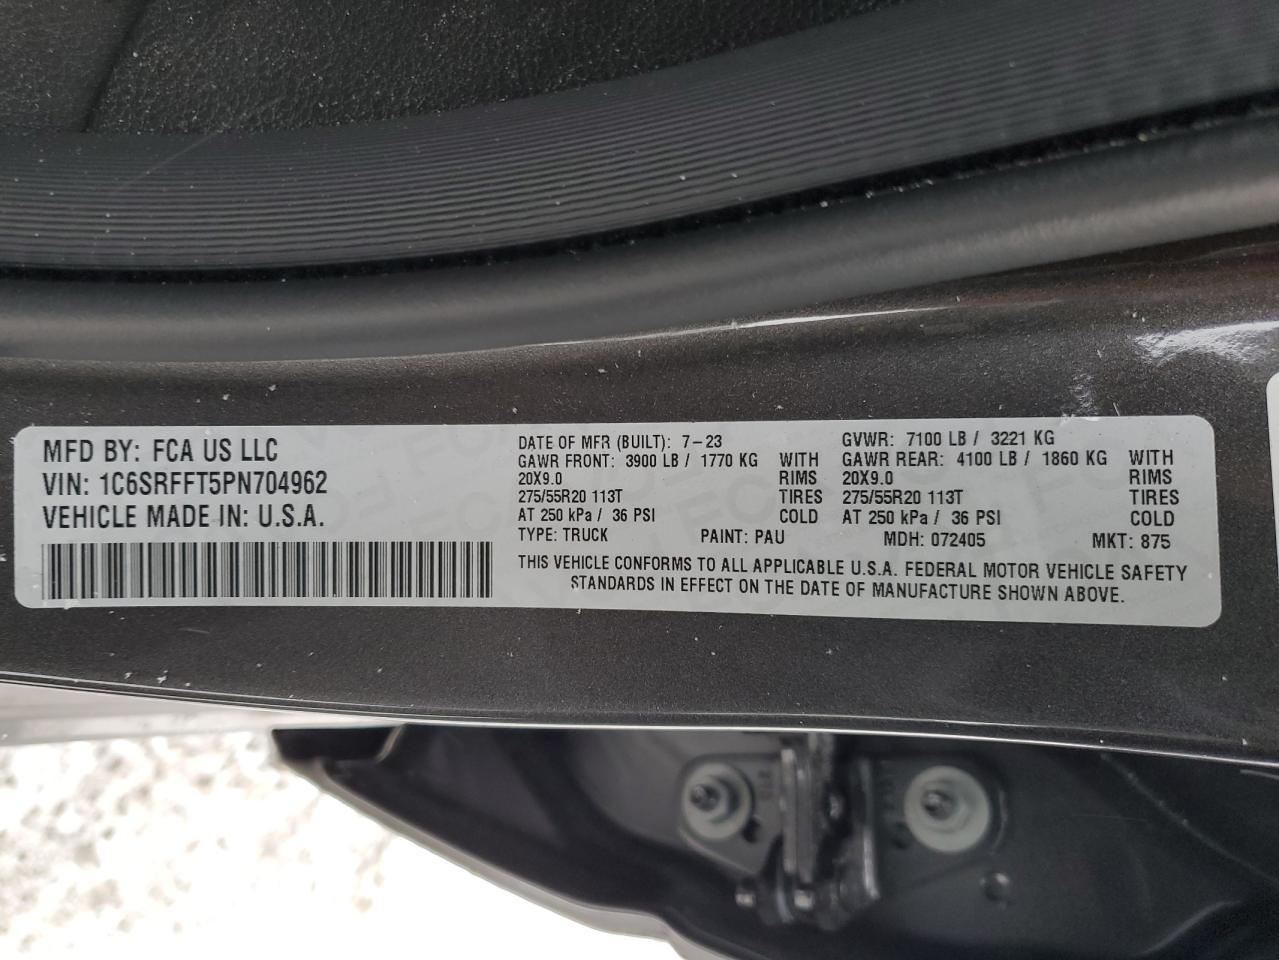 MFD BY: FCA US LLC
VIN: 1C6SRFFT5PN704962
VEHICLE MADE IN: U.S.A.
DATE OF MFR (BUILT): 7-23
GAWR FRONT: 3900 LB / 1770 KG WITH
20X9.0 RIMS
275/55R20 113T TIRES
AT 250 kPa / 36 PSI COLD
GVWR: 7100 LB / 3221 KG
GAWR REAR: 4100 LB / 1860 KG WITH
20X9.0 RIMS
275/55R20 113T TIRES
AT 250 kPa / 36 PSI COLD
TYPE: TRUCK PAINT: PAU MDH: 072405 MKT: 875
THIS VEHICLE CONFORMS TO ALL APPLICABLE U.S.A. FEDERAL MOTOR VEHICLE SAFETY
STANDARDS IN EFFECT ON THE DATE OF MANUFACTURE SHOWN ABOVE.